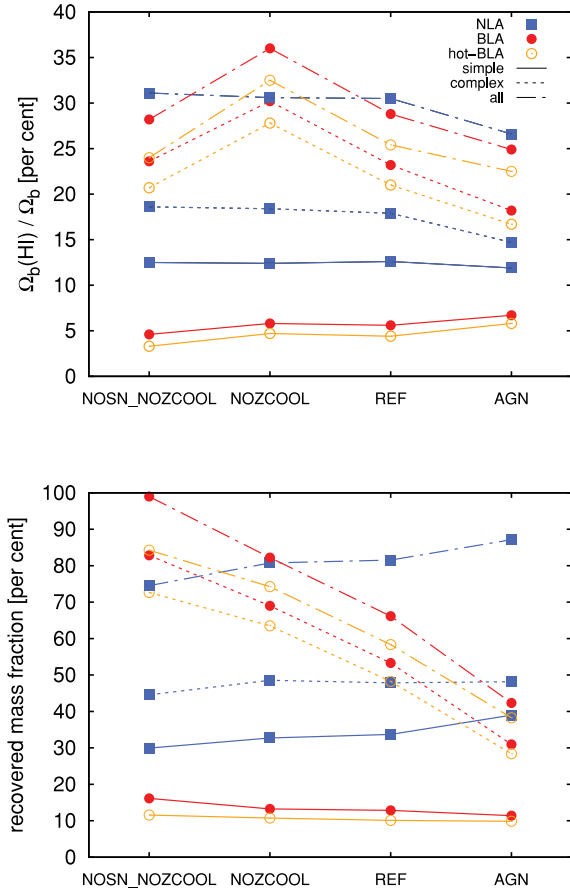 40
35
30
25
20
15
10
5
0
Ω_b(HI) / Ω_b [per cent]
NLA
BLA
hot−BLA
simple
complex
all
NOSN_NOZCOOL NOZCOOL REF AGN
100
90
80
70
60
50
40
30
20
10
0
recovered mass fraction [per cent]
NOSN_NOZCOOL NOZCOOL REF AGN